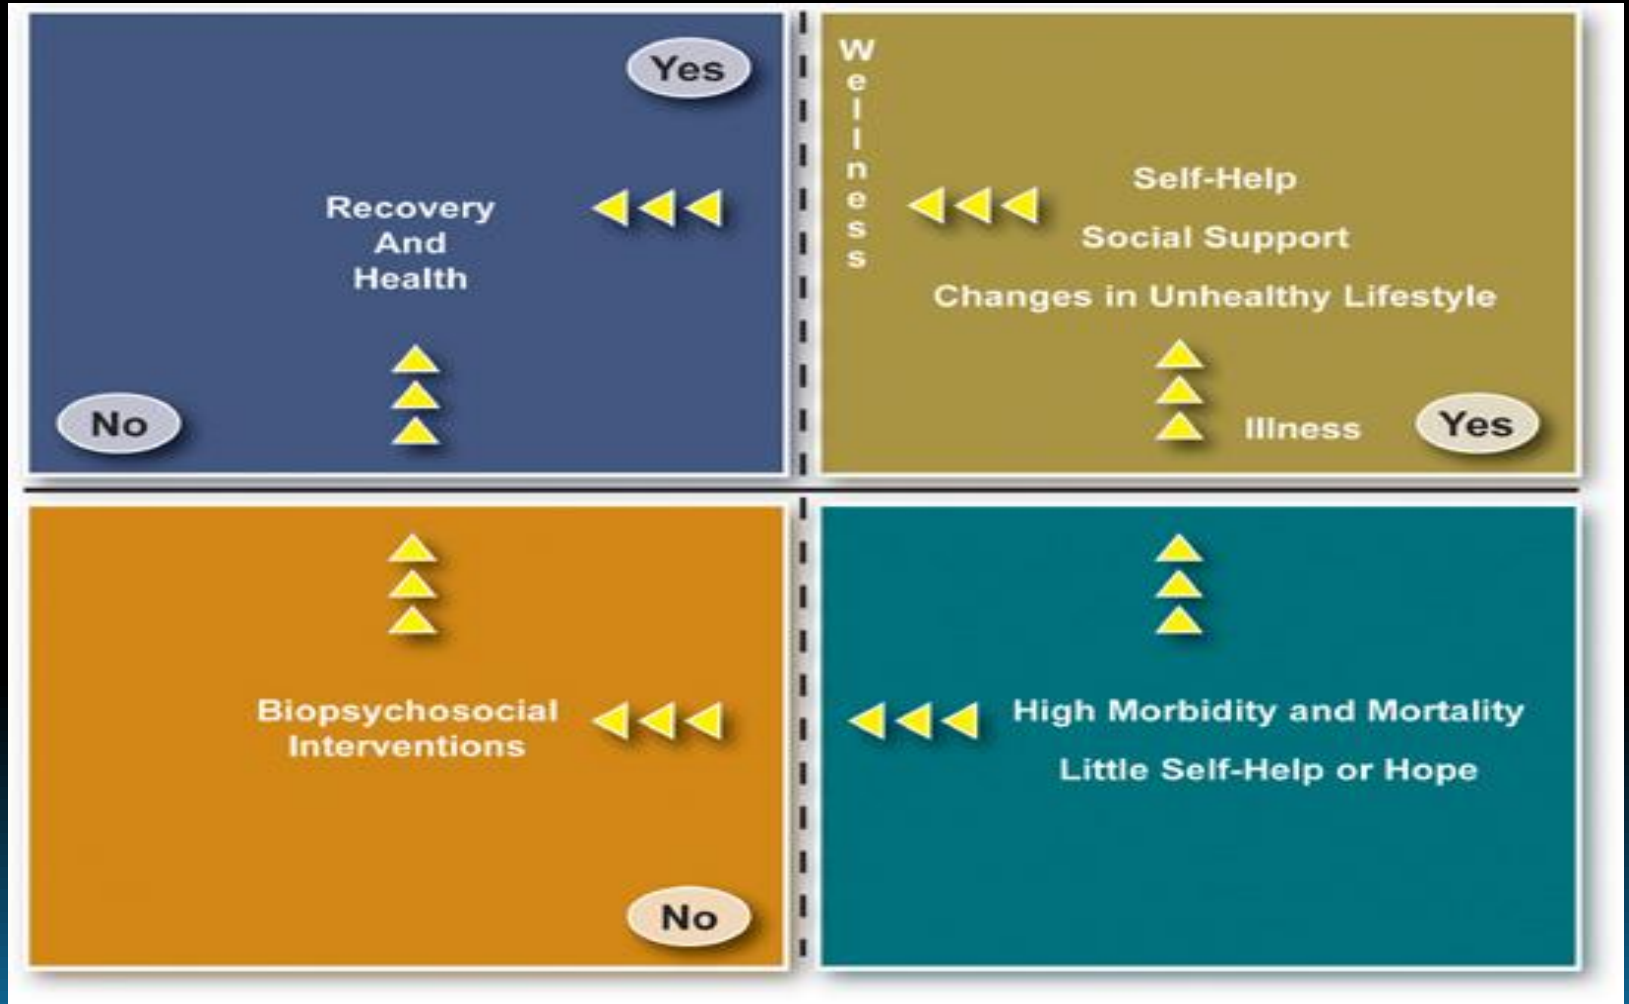 Yes
Recovery
And
Health
No
Wellness
Self-Help
Social Support
Changes in Unhealthy Lifestyle
Illness
Yes
Biopsychosocial
Interventions
No
High Morbidity and Mortality
Little Self-Help or Hope